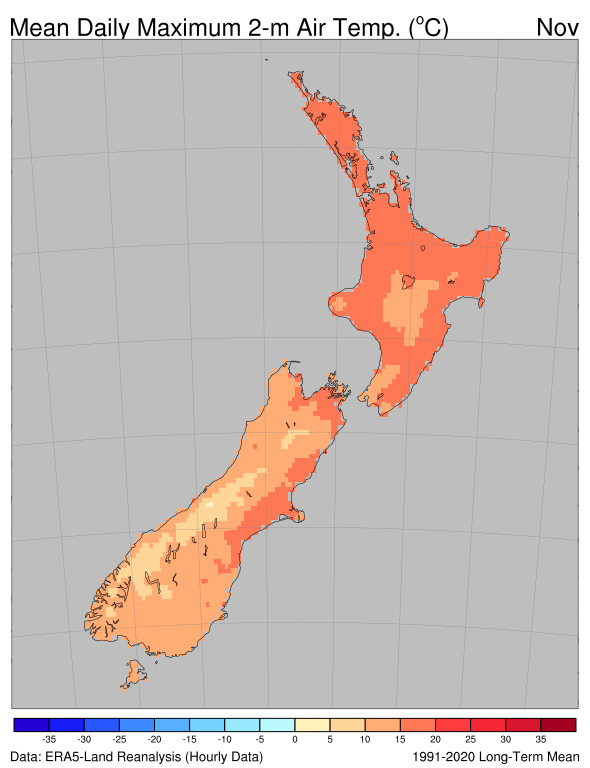 Mean Daily Maximum 2-m Air Temp. (°C) Nov
-35 -30 -25 -20 -15 -10 -5 0 5 10 15 20 25 30 35
Data: ERA5-Land Reanalysis (Hourly Data) 1991-2020 Long-Term Mean